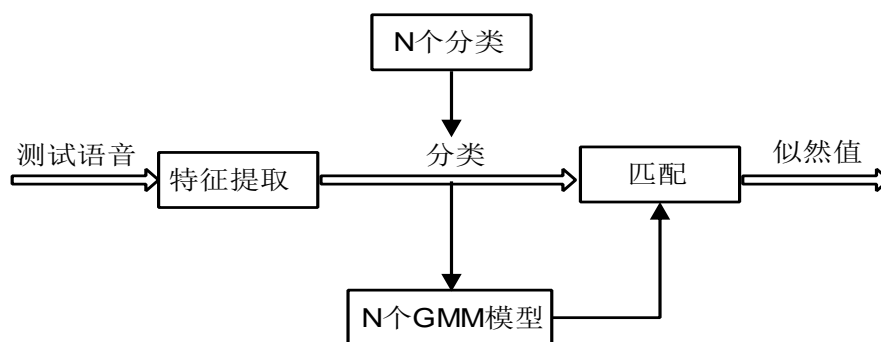 N个分类
测试语音
分类
似然值
特征提取
匹配
N个GMM模型